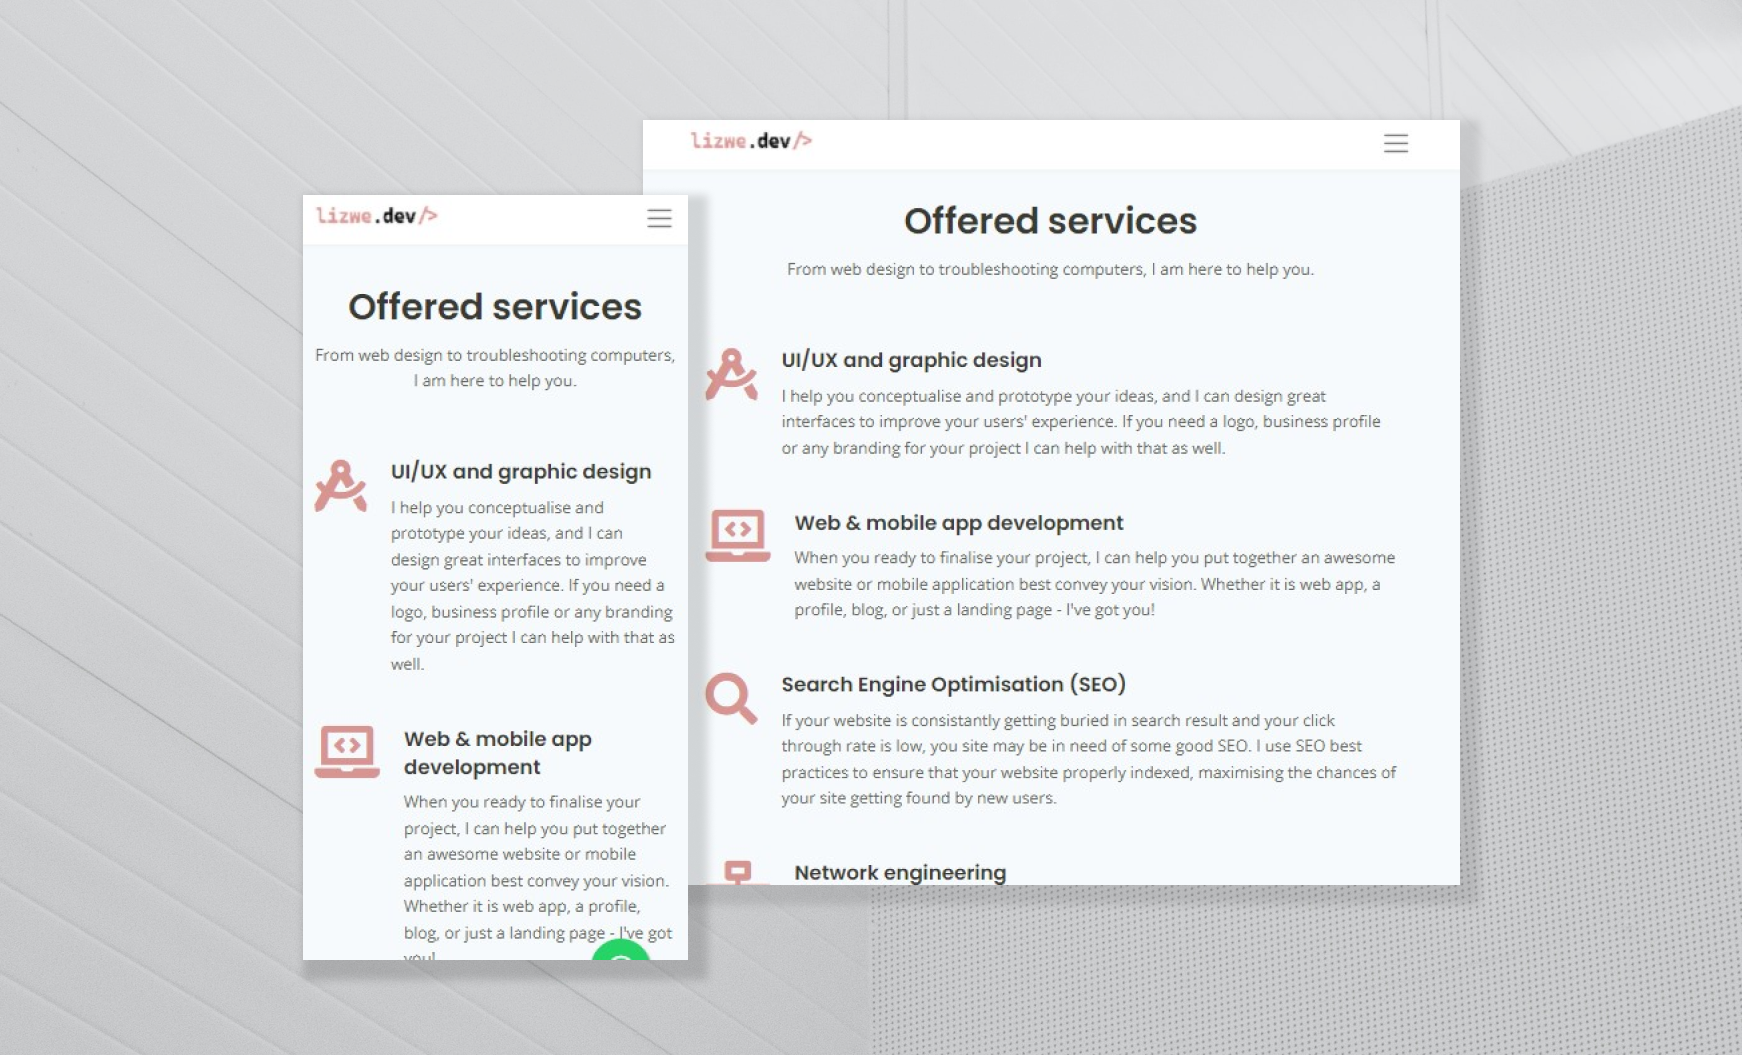 lizwe.dev/>
Offered services
From web design to troubleshooting computers,
I am here to help you.
UI/UX and graphic design
I help you conceptualise and
prototype your ideas, and I can
design great interfaces to improve
your users' experience. If you need a
logo, business profile or any branding
for your project I can help with that as
well.
Web & mobile app
development
When you ready to finalise your
project, I can help you put together
an awesome website or mobile
application best convey your vision.
Whether it is web app, a profile,
blog, or just a landing page - I've got
you!
lizwe.dev/>
Offered services
From web design to troubleshooting computers, I am here to help you.
UI/UX and graphic design
I help you conceptualise and prototype your ideas, and I can design great
interfaces to improve your users' experience. If you need a logo, business profile
or any branding for your project I can help with that as well.
Web & mobile app development
When you ready to finalise your project, I can help you put together an awesome
website or mobile application best convey your vision. Whether it is web app, a
profile, blog, or just a landing page - I've got you!
Search Engine Optimisation (SEO)
If your website is consistantly getting buried in search result and your click
through rate is low, you site may be in need of some good SEO. I use SEO best
practices to ensure that your website properly indexed, maximising the chances of
your site getting found by new users.
Network engineering